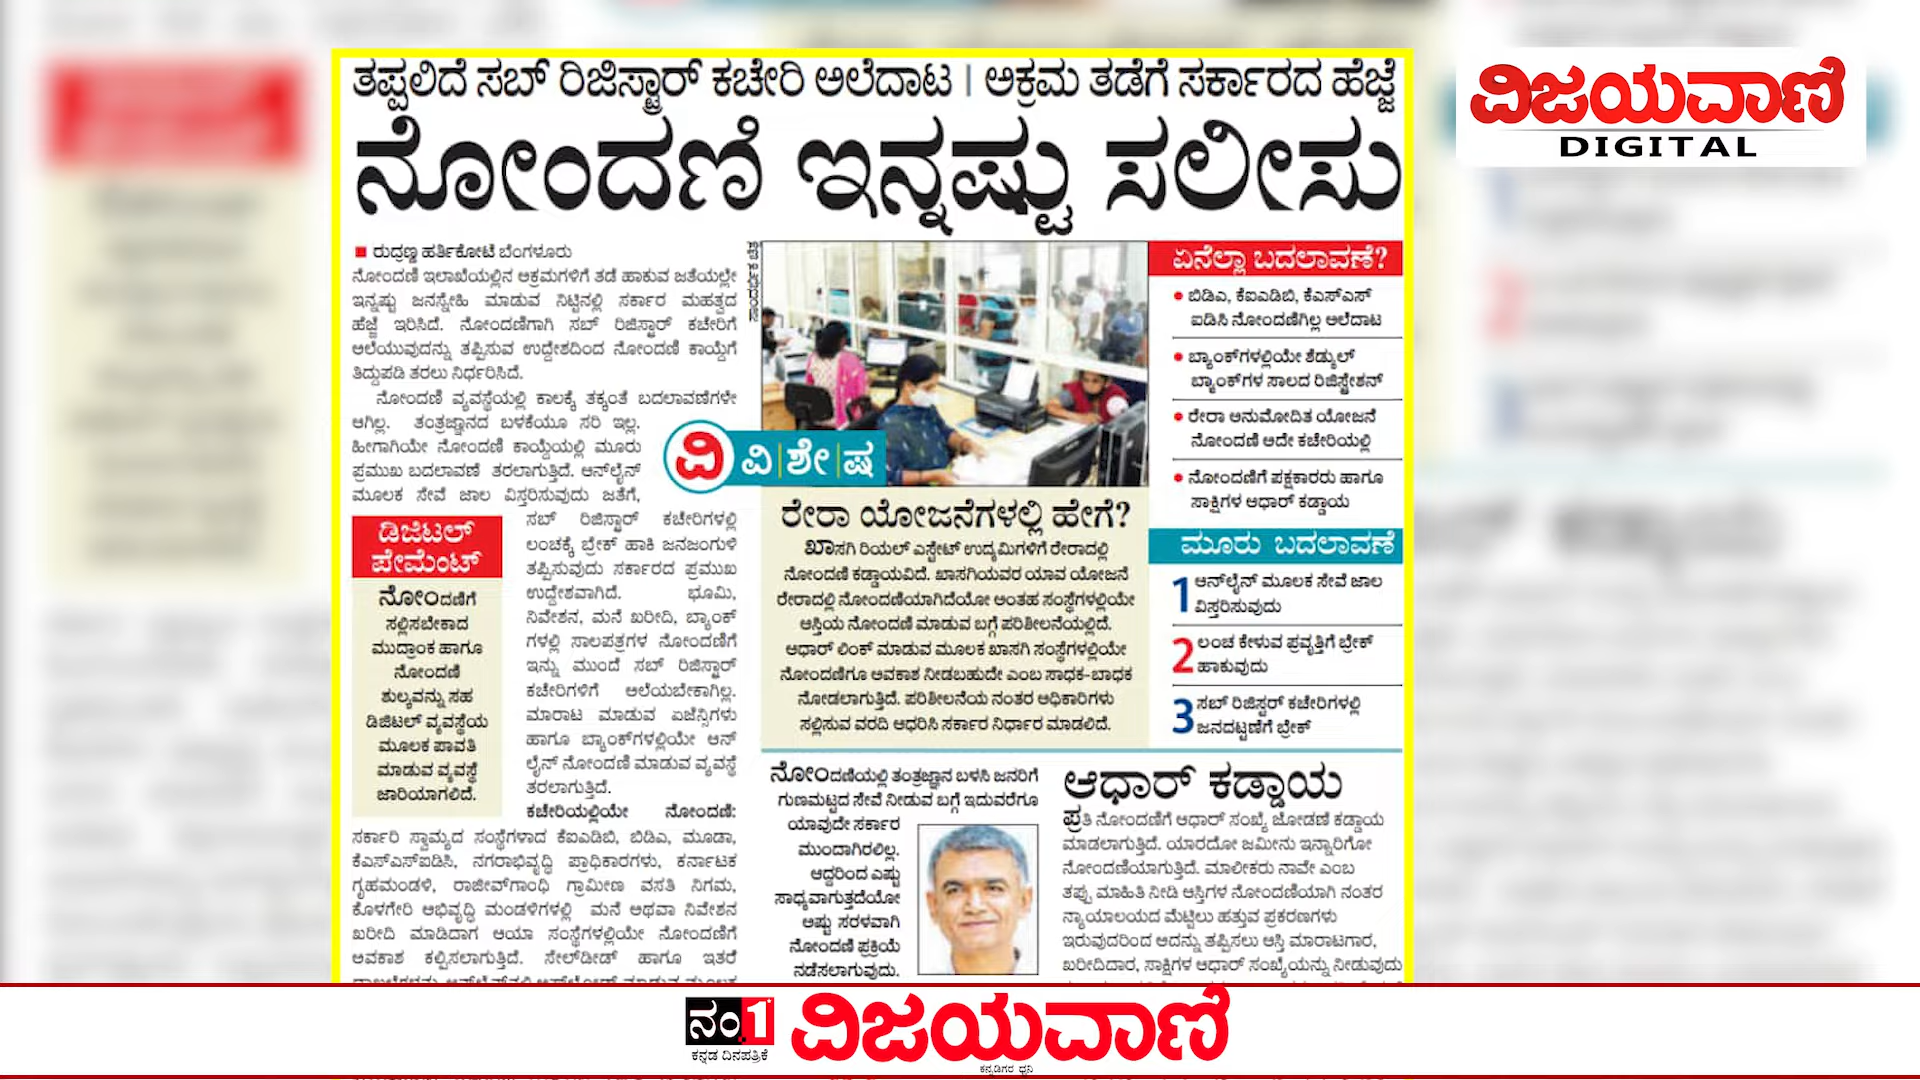 ತಪ್ಪಲಿದೆ ಸಬ್ ರಿಜಿಸ್ಟ್ರಾರ್ ಕಚೇರಿ ಅಲೆದಾಟ | ಅಕ್ರಮ ತಡೆಗೆ ಸರ್ಕಾರದ ಹೆಜ್ಜೆ
ನೋಂದಣಿ ಇನ್ನಷ್ಟು ಸಲೀಸು
ವಿಜಯವಾಣಿ
DIGITAL
ರುದ್ರಣ್ಣ ಹರ್ತಿಕೋಟೆ ಬೆಂಗಳೂರು
ನೋಂದಣಿ ಇಲಾಖೆಯಲ್ಲಿನ ಅಕ್ರಮಗಳಿಗೆ ತಡೆ ಹಾಕುವ ಜತೆಯಲ್ಲೇ
ಇನ್ನಷ್ಟು ಜನಸ್ನೇಹಿ ಮಾಡುವ ನಿಟ್ಟಿನಲ್ಲಿ ಸರ್ಕಾರ ಮಹತ್ವದ
ಹೆಜ್ಜೆ ಇರಿಸಿದೆ. ನೋಂದಣಿಗಾಗಿ ಸಬ್ ರಿಜಿಸ್ಟ್ರಾರ್ ಕಚೇರಿಗೆ
ಅಲೆಯುವುದನ್ನು ತಪ್ಪಿಸುವ ಉದ್ದೇಶದಿಂದ ನೋಂದಣಿ ಕಾಯ್ದೆಗೆ
ತಿದ್ದುಪಡಿ ತರಲು ನಿರ್ಧರಿಸಿದೆ.
ನೋಂದಣಿ ವ್ಯವಸ್ಥೆಯಲ್ಲಿ ಕಾಲಕ್ಕೆ ತಕ್ಕಂತೆ ಬದಲಾವಣೆಗಳೇ
ಆಗಿಲ್ಲ. ತಂತ್ರಜ್ಞಾನದ ಬಳಕೆಯೂ ಸರಿ ಇಲ್ಲ.
ಹೀಗಾಗಿಯೇ ನೋಂದಣಿ ಕಾಯ್ದೆಯಲ್ಲಿ ಮೂರು
ಪ್ರಮುಖ ಬದಲಾವಣೆ ತರಲಾಗುತ್ತಿದೆ. ಆನ್‌ಲೈನ್
ಮೂಲಕ ಸೇವೆ ಜಾಲ ವಿಸ್ತರಿಸುವುದು ಜತೆಗೆ,
ಸಬ್ ರಿಜಿಸ್ಟ್ರಾರ್ ಕಚೇರಿಗಳಲ್ಲಿ
ಲಂಚಕ್ಕೆ ಬ್ರೇಕ್ ಹಾಕಿ ಜನಜಂಗುಳಿ
ತಪ್ಪಿಸುವುದು ಸರ್ಕಾರದ ಪ್ರಮುಖ
ಉದ್ದೇಶವಾಗಿದೆ. ಭೂಮಿ,
ನಿವೇಶನ, ಮನೆ ಖರೀದಿ, ಬ್ಯಾಂಕ್
ಗಳಲ್ಲಿ ಸಾಲಪತ್ರಗಳ ನೋಂದಣಿಗೆ
ಇನ್ನು ಮುಂದೆ ಸಬ್ ರಿಜಿಸ್ಟ್ರಾರ್
ಕಚೇರಿಗಳಿಗೆ ಅಲೆಯಬೇಕಾಗಿಲ್ಲ.
ಮಾರಾಟ ಮಾಡುವ ಏಜೆನ್ಸಿಗಳು
ಹಾಗೂ ಬ್ಯಾಂಕ್‌ಗಳಲ್ಲಿಯೇ ಆನ್
ಲೈನ್ ನೋಂದಣಿ ಮಾಡುವ ವ್ಯವಸ್ಥೆ
ತರಲಾಗುತ್ತಿದೆ.
ಕಚೇರಿಯಲ್ಲಿಯೇ ನೋಂದಣಿ:
ಸರ್ಕಾರಿ ಸ್ವಾಮ್ಯದ ಸಂಸ್ಥೆಗಳಾದ ಕೆಐಎಡಿಬಿ, ಬಿಡಿಎ, ಮೂಡಾ,
ಕೆಎಸ್‌ಎಸ್‌ಐಡಿಸಿ, ನಗರಾಭಿವೃದ್ಧಿ ಪ್ರಾಧಿಕಾರಗಳು, ಕರ್ನಾಟಕ
ಗೃಹಮಂಡಳಿ, ರಾಜೀವ್‌ಗಾಂಧಿ ಗ್ರಾಮೀಣ ವಸತಿ ನಿಗಮ,
ಕೊಳಗೇರಿ ಅಭಿವೃದ್ಧಿ ಮಂಡಳಿಗಳಲ್ಲಿ ಮನೆ ಅಥವಾ ನಿವೇಶನ
ಖರೀದಿ ಮಾಡಿದಾಗ ಆಯಾ ಸಂಸ್ಥೆಗಳಲ್ಲಿಯೇ ನೋಂದಣಿಗೆ
ಅವಕಾಶ ಕಲ್ಪಿಸಲಾಗುತ್ತಿದೆ. ಸೇಲ್‌ಡೀಡ್ ಹಾಗೂ ಇತರೆ
ಡಿಜಿಟಲ್
ಪೇಮೆಂಟ್
ನೋಂದಣಿಗೆ
ಸಲ್ಲಿಸಬೇಕಾದ
ಮುದ್ರಾಂಕ ಹಾಗೂ
ನೋಂದಣಿ
ಶುಲ್ಕವನ್ನು ಸಹ
ಡಿಜಿಟಲ್ ವ್ಯವಸ್ಥೆಯ
ಮೂಲಕ ಪಾವತಿ
ಮಾಡುವ ವ್ಯವಸ್ಥೆ
ಜಾರಿಯಾಗಲಿದೆ.
ಸಾಂದರ್ಭಿಕ ಚಿತ್ರ
ವಿ ವಿ|ಶೇ|ಷ
ರೇರಾ ಯೋಜನೆಗಳಲ್ಲಿ ಹೇಗೆ?
ಖಾಸಗಿ ರಿಯಲ್ ಎಸ್ಟೇಟ್ ಉದ್ಯಮಿಗಳಿಗೆ ರೇರಾದಲ್ಲಿ
ನೋಂದಣಿ ಕಡ್ಡಾಯವಿದೆ. ಖಾಸಗಿಯವರ ಯಾವ ಯೋಜನೆ
ರೇರಾದಲ್ಲಿ ನೋಂದಣಿಯಾಗಿದೆಯೋ ಅಂತಹ ಸಂಸ್ಥೆಗಳಲ್ಲಿಯೇ
ಆಸ್ತಿಯ ನೋಂದಣಿ ಮಾಡುವ ಬಗ್ಗೆ ಪರಿಶೀಲನೆಯಲ್ಲಿದೆ.
ಆಧಾರ್ ಲಿಂಕ್ ಮಾಡುವ ಮೂಲಕ ಖಾಸಗಿ ಸಂಸ್ಥೆಗಳಲ್ಲಿಯೇ
ನೋಂದಣಿಗೂ ಅವಕಾಶ ನೀಡಬಹುದೇ ಎಂಬ ಸಾಧಕ-ಬಾಧಕ
ನೋಡಲಾಗುತ್ತಿದೆ. ಪರಿಶೀಲನೆಯ ನಂತರ ಅಧಿಕಾರಿಗಳು
ಸಲ್ಲಿಸುವ ವರದಿ ಆಧರಿಸಿ ಸರ್ಕಾರ ನಿರ್ಧಾರ ಮಾಡಲಿದೆ.
ಏನೆಲ್ಲಾ ಬದಲಾವಣೆ?
• ಬಿಡಿಎ, ಕೆಐಎಡಿಬಿ, ಕೆಎಸ್‌ಎಸ್
ಐಡಿಸಿ ನೋಂದಣಿಗಿಲ್ಲ ಅಲೆದಾಟ
• ಬ್ಯಾಂಕ್‌ಗಳಲ್ಲಿಯೇ ಶೆಡ್ಯುಲ್
ಬ್ಯಾಂಕ್‌ಗಳ ಸಾಲದ ರಿಜಿಸ್ಟ್ರೇಶನ್
• ರೇರಾ ಅನುಮೋದಿತ ಯೋಜನೆ
ನೋಂದಣಿ ಅದೇ ಕಚೇರಿಯಲ್ಲಿ
• ನೋಂದಣಿಗೆ ಪಕ್ಷಕಾರರು ಹಾಗೂ
ಸಾಕ್ಷಿಗಳ ಆಧಾರ್ ಕಡ್ಡಾಯ
ಮೂರು ಬದಲಾವಣೆ
1 ಆನ್‌ಲೈನ್ ಮೂಲಕ ಸೇವೆ ಜಾಲ
ವಿಸ್ತರಿಸುವುದು
2 ಲಂಚ ಕೇಳುವ ಪ್ರವೃತ್ತಿಗೆ ಬ್ರೇಕ್
ಹಾಕುವುದು
3 ಸಬ್ ರಿಜಿಸ್ಟರ್ ಕಚೇರಿಗಳಲ್ಲಿ
ಜನದಟ್ಟಣೆಗೆ ಬ್ರೇಕ್
ನೋಂದಣಿಯಲ್ಲಿ ತಂತ್ರಜ್ಞಾನ ಬಳಸಿ ಜನರಿಗೆ
ಗುಣಮಟ್ಟದ ಸೇವೆ ನೀಡುವ ಬಗ್ಗೆ ಇದುವರೆಗೂ
ಯಾವುದೇ ಸರ್ಕಾರ
ಮುಂದಾಗಿರಲಿಲ್ಲ.
ಆದ್ದರಿಂದ ಎಷ್ಟು
ಸಾಧ್ಯವಾಗುತ್ತದೆಯೋ
ಅಷ್ಟು ಸರಳವಾಗಿ
ನೋಂದಣಿ ಪ್ರಕ್ರಿಯೆ
ನಡೆಸಲಾಗುವುದು.
ಆಧಾರ್ ಕಡ್ಡಾಯ
ಪ್ರತಿ ನೋಂದಣಿಗೆ ಆಧಾರ್ ಸಂಖ್ಯೆ ಜೋಡಣೆ ಕಡ್ಡಾಯ
ಮಾಡಲಾಗುತ್ತಿದೆ. ಯಾರದೋ ಜಮೀನು ಇನ್ನಾರಿಗೋ
ನೋಂದಣಿಯಾಗುತ್ತಿದೆ. ಮಾಲೀಕರು ನಾವೇ ಎಂಬ
ತಪ್ಪು ಮಾಹಿತಿ ನೀಡಿ ಆಸ್ತಿಗಳ ನೋಂದಣಿಯಾಗಿ ನಂತರ
ನ್ಯಾಯಾಲಯದ ಮೆಟ್ಟಿಲು ಹತ್ತುವ ಪ್ರಕರಣಗಳು
ಇರುವುದರಿಂದ ಅದನ್ನು ತಪ್ಪಿಸಲು ಆಸ್ತಿ ಮಾರಾಟಗಾರ,
ಖರೀದಿದಾರ, ಸಾಕ್ಷಿಗಳ ಆಧಾರ್ ಸಂಖ್ಯೆಯನ್ನು ನೀಡುವುದು
ನಂ.1
ಕನ್ನಡ ದಿನಪತ್ರಿಕೆ
ವಿಜಯವಾಣಿ
ಕನ್ನಡಿಗರ ಧ್ವನಿ